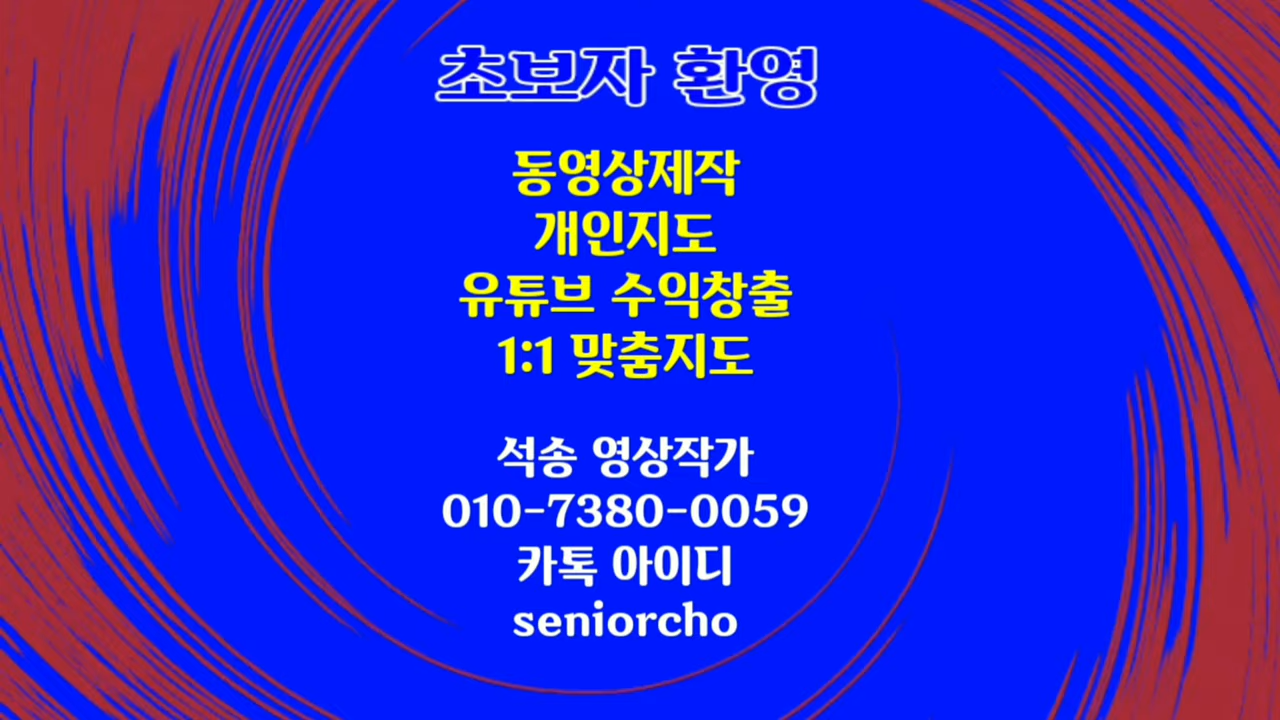 초보자 환영
동영상제작
개인지도
유튜브 수익창출
1:1 맞춤지도
석송 영상작가
010-7380-0059
카톡 아이디
seniorcho